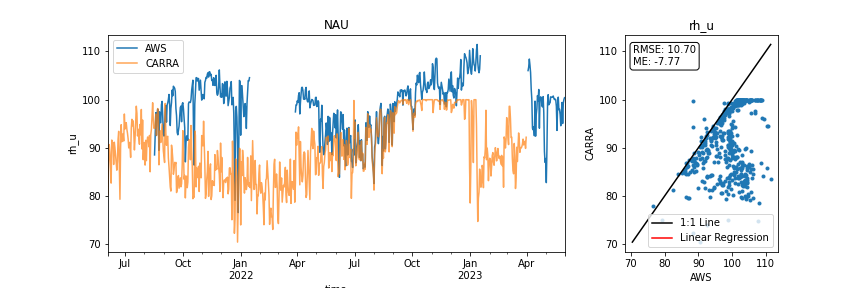 NAU
rh_u
AWS
CARRA
rh_u
110
100
90
80
70
Jul
Oct
Jan
2022
Apr
Jul
Oct
Jan
2023
Apr
time
RMSE: 10.70
ME: -7.77
CARRA
110
100
90
80
70
1:1 Line
Linear Regression
70
80
90
100
110
AWS